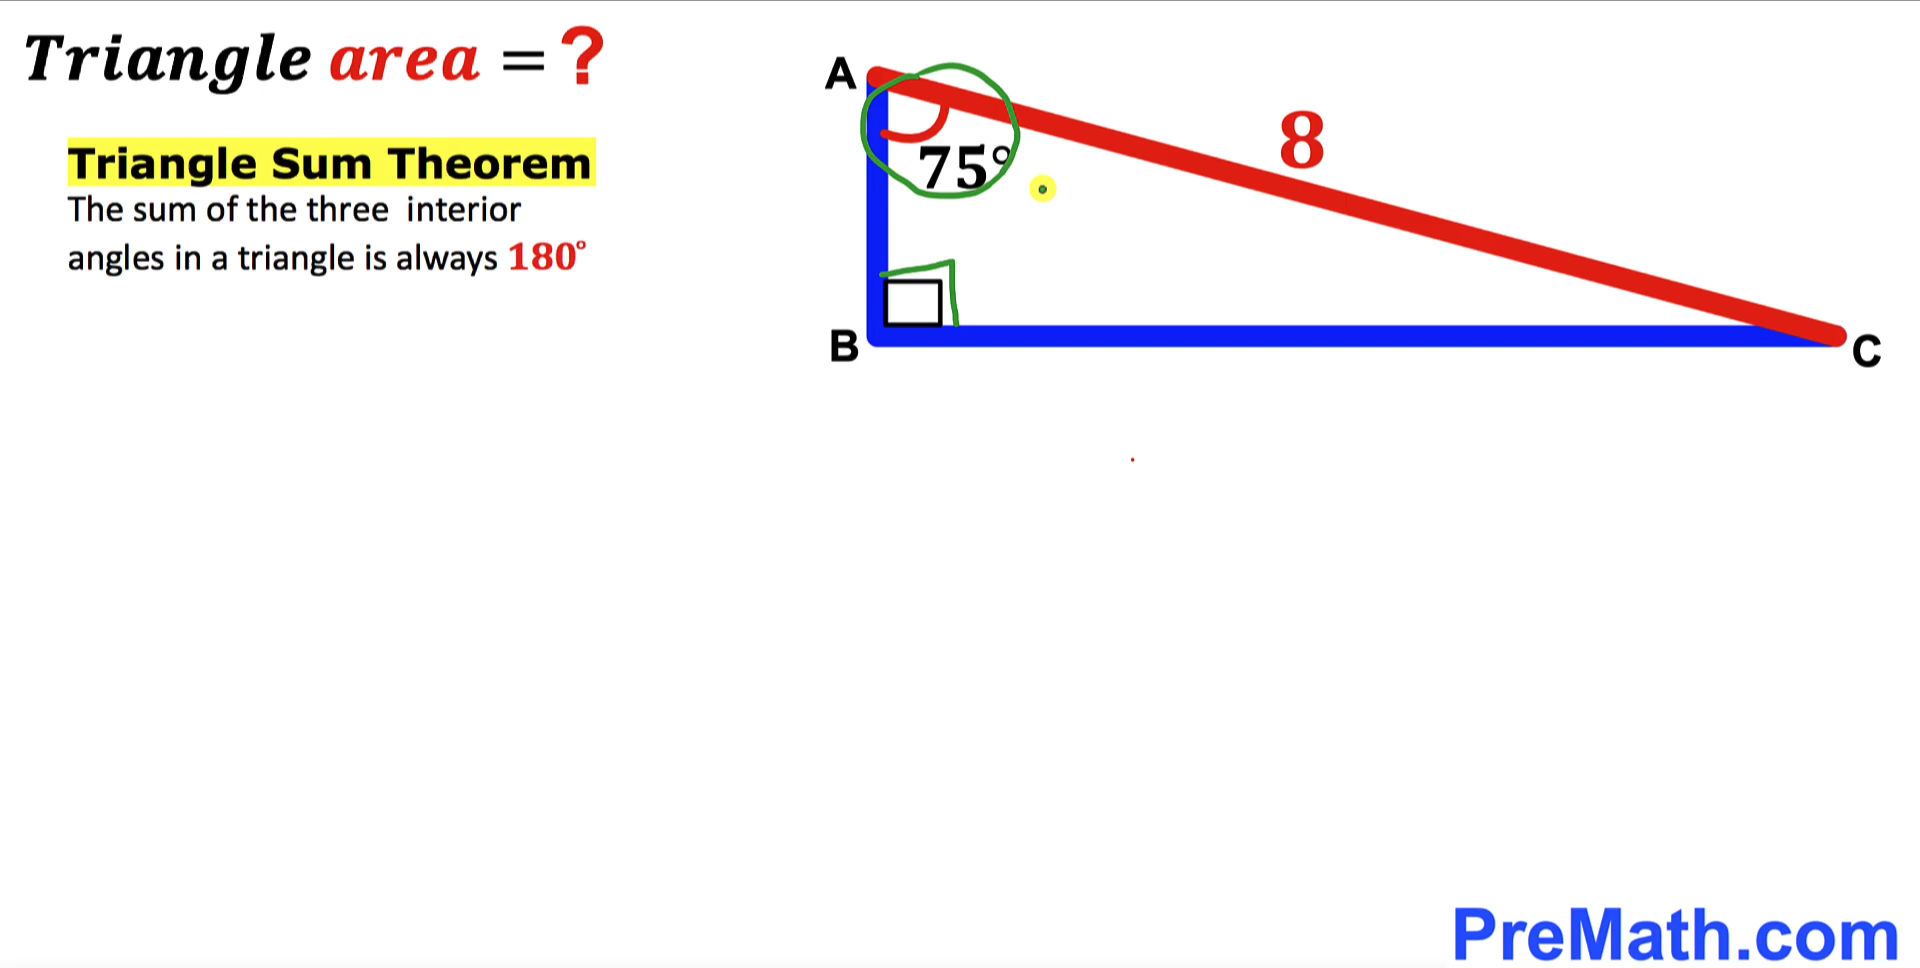 Triangle area = ?
Triangle Sum Theorem
The sum of the three interior
angles in a triangle is always 180°
A
8
75°
B
C
PreMath.com